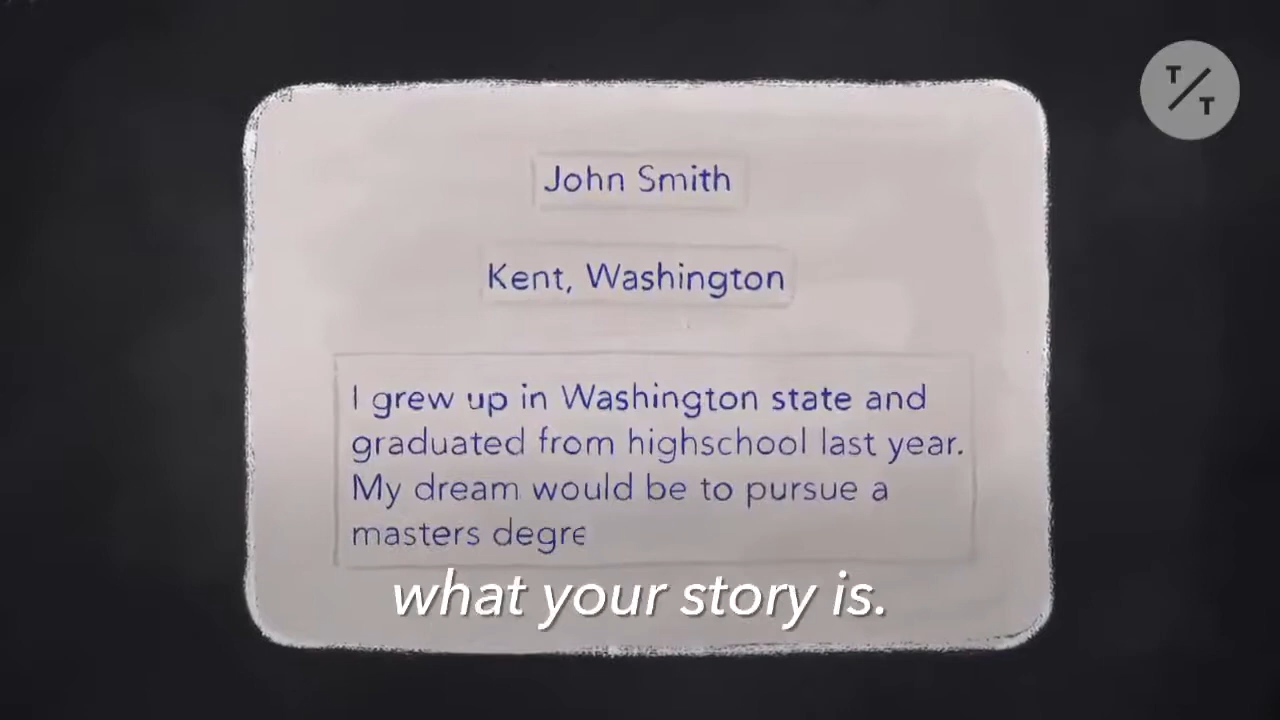 T/T
John Smith
Kent, Washington
I grew up in Washington state and
graduated from highschool last year.
My dream would be to pursue a
masters degre
what your story is.